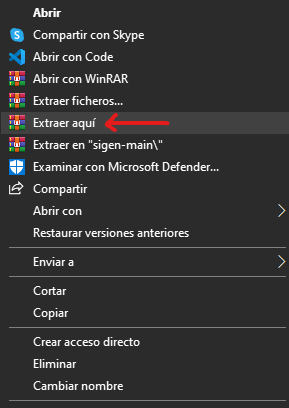 Abrir
Compartir con Skype
Abrir con Code
Abrir con WinRAR
Extraer ficheros...
Extraer aquí
Extraer en "sigen-main\"
Examinar con Microsoft Defender...
Compartir
Abrir con
Restaurar versiones anteriores
Enviar a
Cortar
Copiar
Crear acceso directo
Eliminar
Cambiar nombre